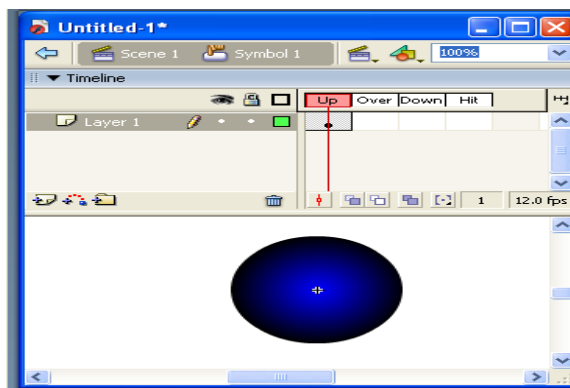 Untitled-1*
Scene 1 Symbol 1 100%
Timeline
Up Over Down Hit
Layer 1
1 12.0 fps